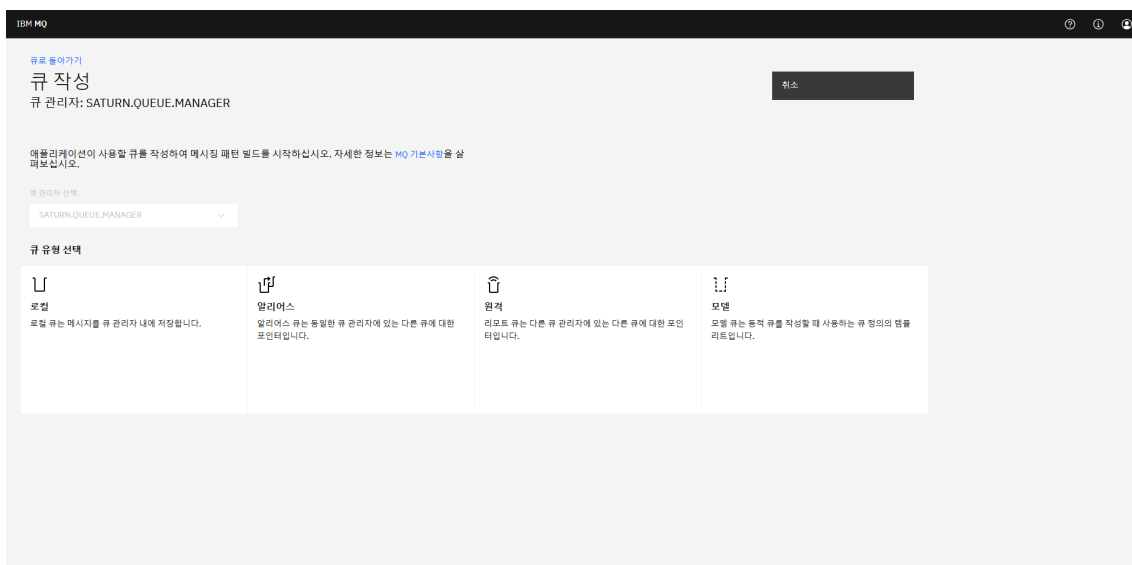 IBM MQ
큐로 돌아가기
큐 작성
큐 관리자: SATURN.QUEUE.MANAGER
취소
애플리케이션이 사용할 큐를 작성하여 메시징 패턴 빌드를 시작하십시오. 자세한 정보는 MQ 기본사항을 살
펴보십시오.
큐 관리자 선택
SATURN.QUEUE.MANAGER
큐 유형 선택
로컬
로컬 큐는 메시지를 큐 관리자 내에 저장합니다.
알리어스
알리어스 큐는 동일한 큐 관리자에 있는 다른 큐에 대한
포인터입니다.
원격
리모트 큐는 다른 큐 관리자에 있는 다른 큐에 대한 포인
터입니다.
모델
모델 큐는 동적 큐를 작성할 때 사용하는 큐 정의의 템플
리트입니다.